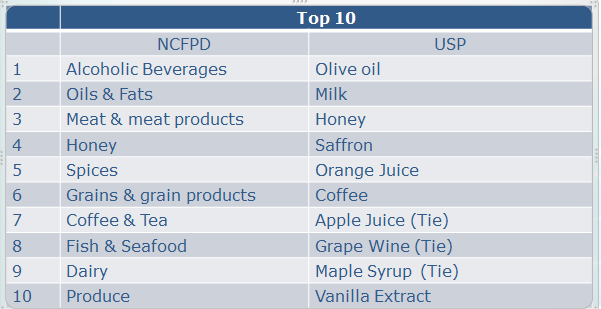 Top 10
NCFPD USP
1 Alcoholic Beverages Olive oil
2 Oils & Fats Milk
3 Meat & meat products Honey
4 Honey Saffron
5 Spices Orange Juice
6 Grains & grain products Coffee
7 Coffee & Tea Apple Juice (Tie)
8 Fish & Seafood Grape Wine (Tie)
9 Dairy Maple Syrup (Tie)
10 Produce Vanilla Extract